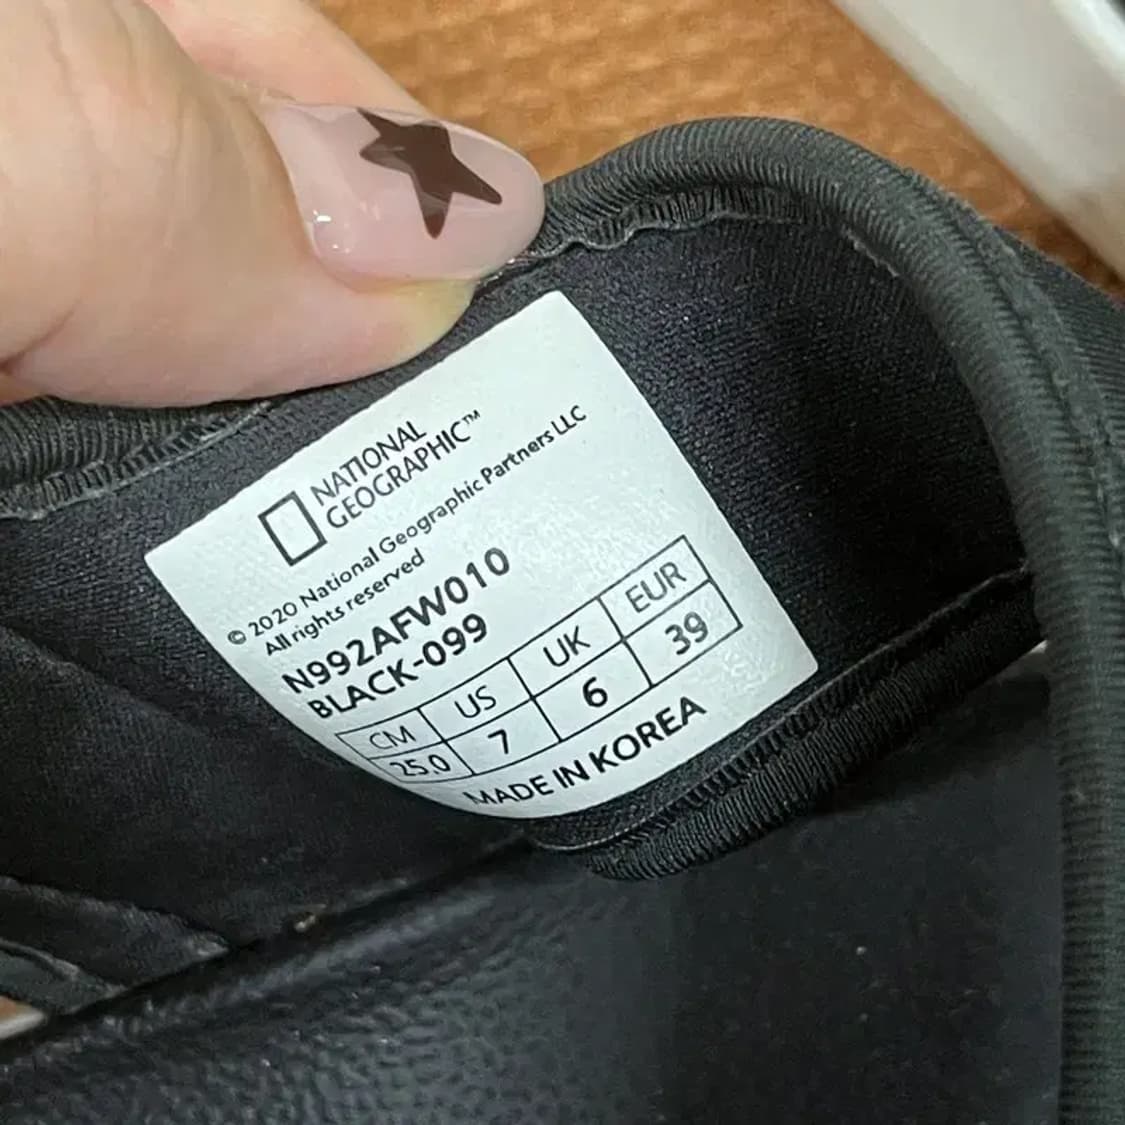 NATIONAL
GEOGRAPHIC™
© 2020 National Geographic Partners LLC
All rights reserved
N992AFW010
BLACK-099
CM US UK EUR
25.0 7 6 39
MADE IN KOREA